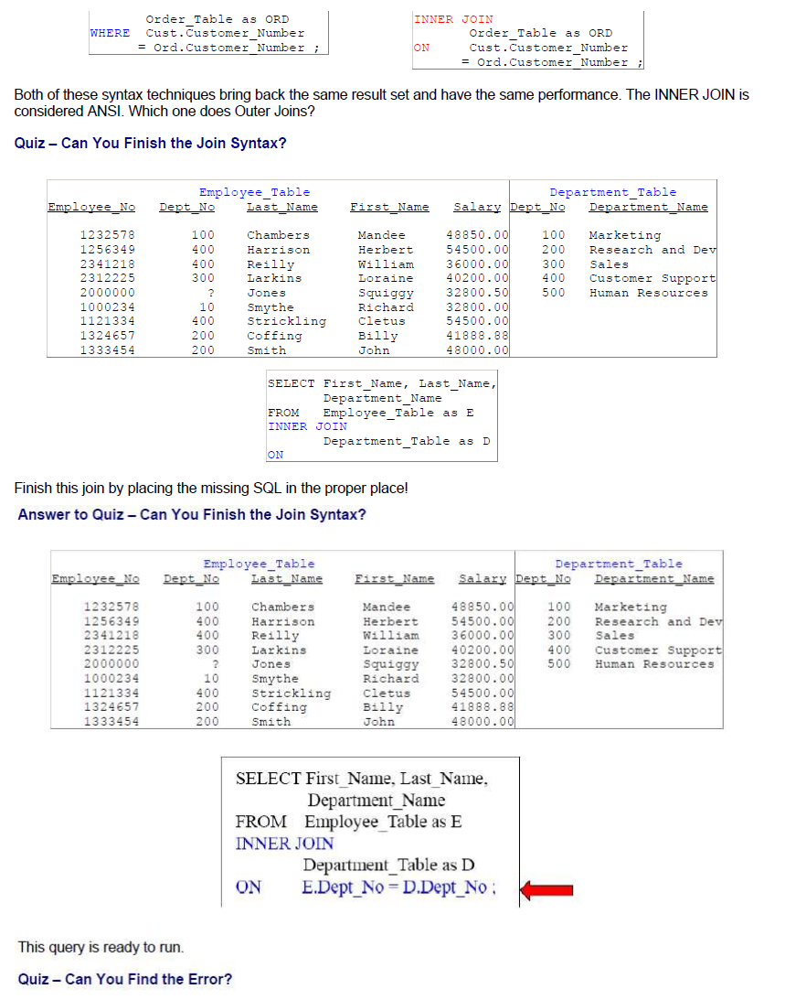 Order_Table as ORD
WHERE Cust.Customer_Number
= Ord.Customer_Number ;
INNER JOIN
Order_Table as ORD
ON Cust.Customer_Number
= Ord.Customer_Number ;
Both of these syntax techniques bring back the same result set and have the same performance. The INNER JOIN is
considered ANSI. Which one does Outer Joins?
Quiz – Can You Finish the Join Syntax?
Employee_Table Department_Table
Employee_No Dept_No Last_Name First_Name Salary Dept_No Department_Name
1232578 100 Chambers Mandee 48850.00 100 Marketing
1256349 400 Harrison Herbert 54500.00 200 Research and Dev
2341218 400 Reilly William 36000.00 300 Sales
2312225 300 Larkins Loraine 40200.00 400 Customer Support
2000000 ? Jones Squiggy 32800.50 500 Human Resources
1000234 10 Smythe Richard 32800.00
1121334 400 Strickling Cletus 54500.00
1324657 200 Coffing Billy 41888.88
1333454 200 Smith John 48000.00
SELECT First_Name, Last_Name,
Department_Name
FROM Employee_Table as E
INNER JOIN
Department_Table as D
ON
Finish this join by placing the missing SQL in the proper place!
Answer to Quiz – Can You Finish the Join Syntax?
Employee_Table Department_Table
Employee_No Dept_No Last_Name First_Name Salary Dept_No Department_Name
1232578 100 Chambers Mandee 48850.00 100 Marketing
1256349 400 Harrison Herbert 54500.00 200 Research and Dev
2341218 400 Reilly William 36000.00 300 Sales
2312225 300 Larkins Loraine 40200.00 400 Customer Support
2000000 ? Jones Squiggy 32800.50 500 Human Resources
1000234 10 Smythe Richard 32800.00
1121334 400 Strickling Cletus 54500.00
1324657 200 Coffing Billy 41888.88
1333454 200 Smith John 48000.00
SELECT First_Name, Last_Name,
Department_Name
FROM Employee_Table as E
INNER JOIN
Department_Table as D
ON E.Dept_No = D.Dept_No ;
This query is ready to run.
Quiz – Can You Find the Error?